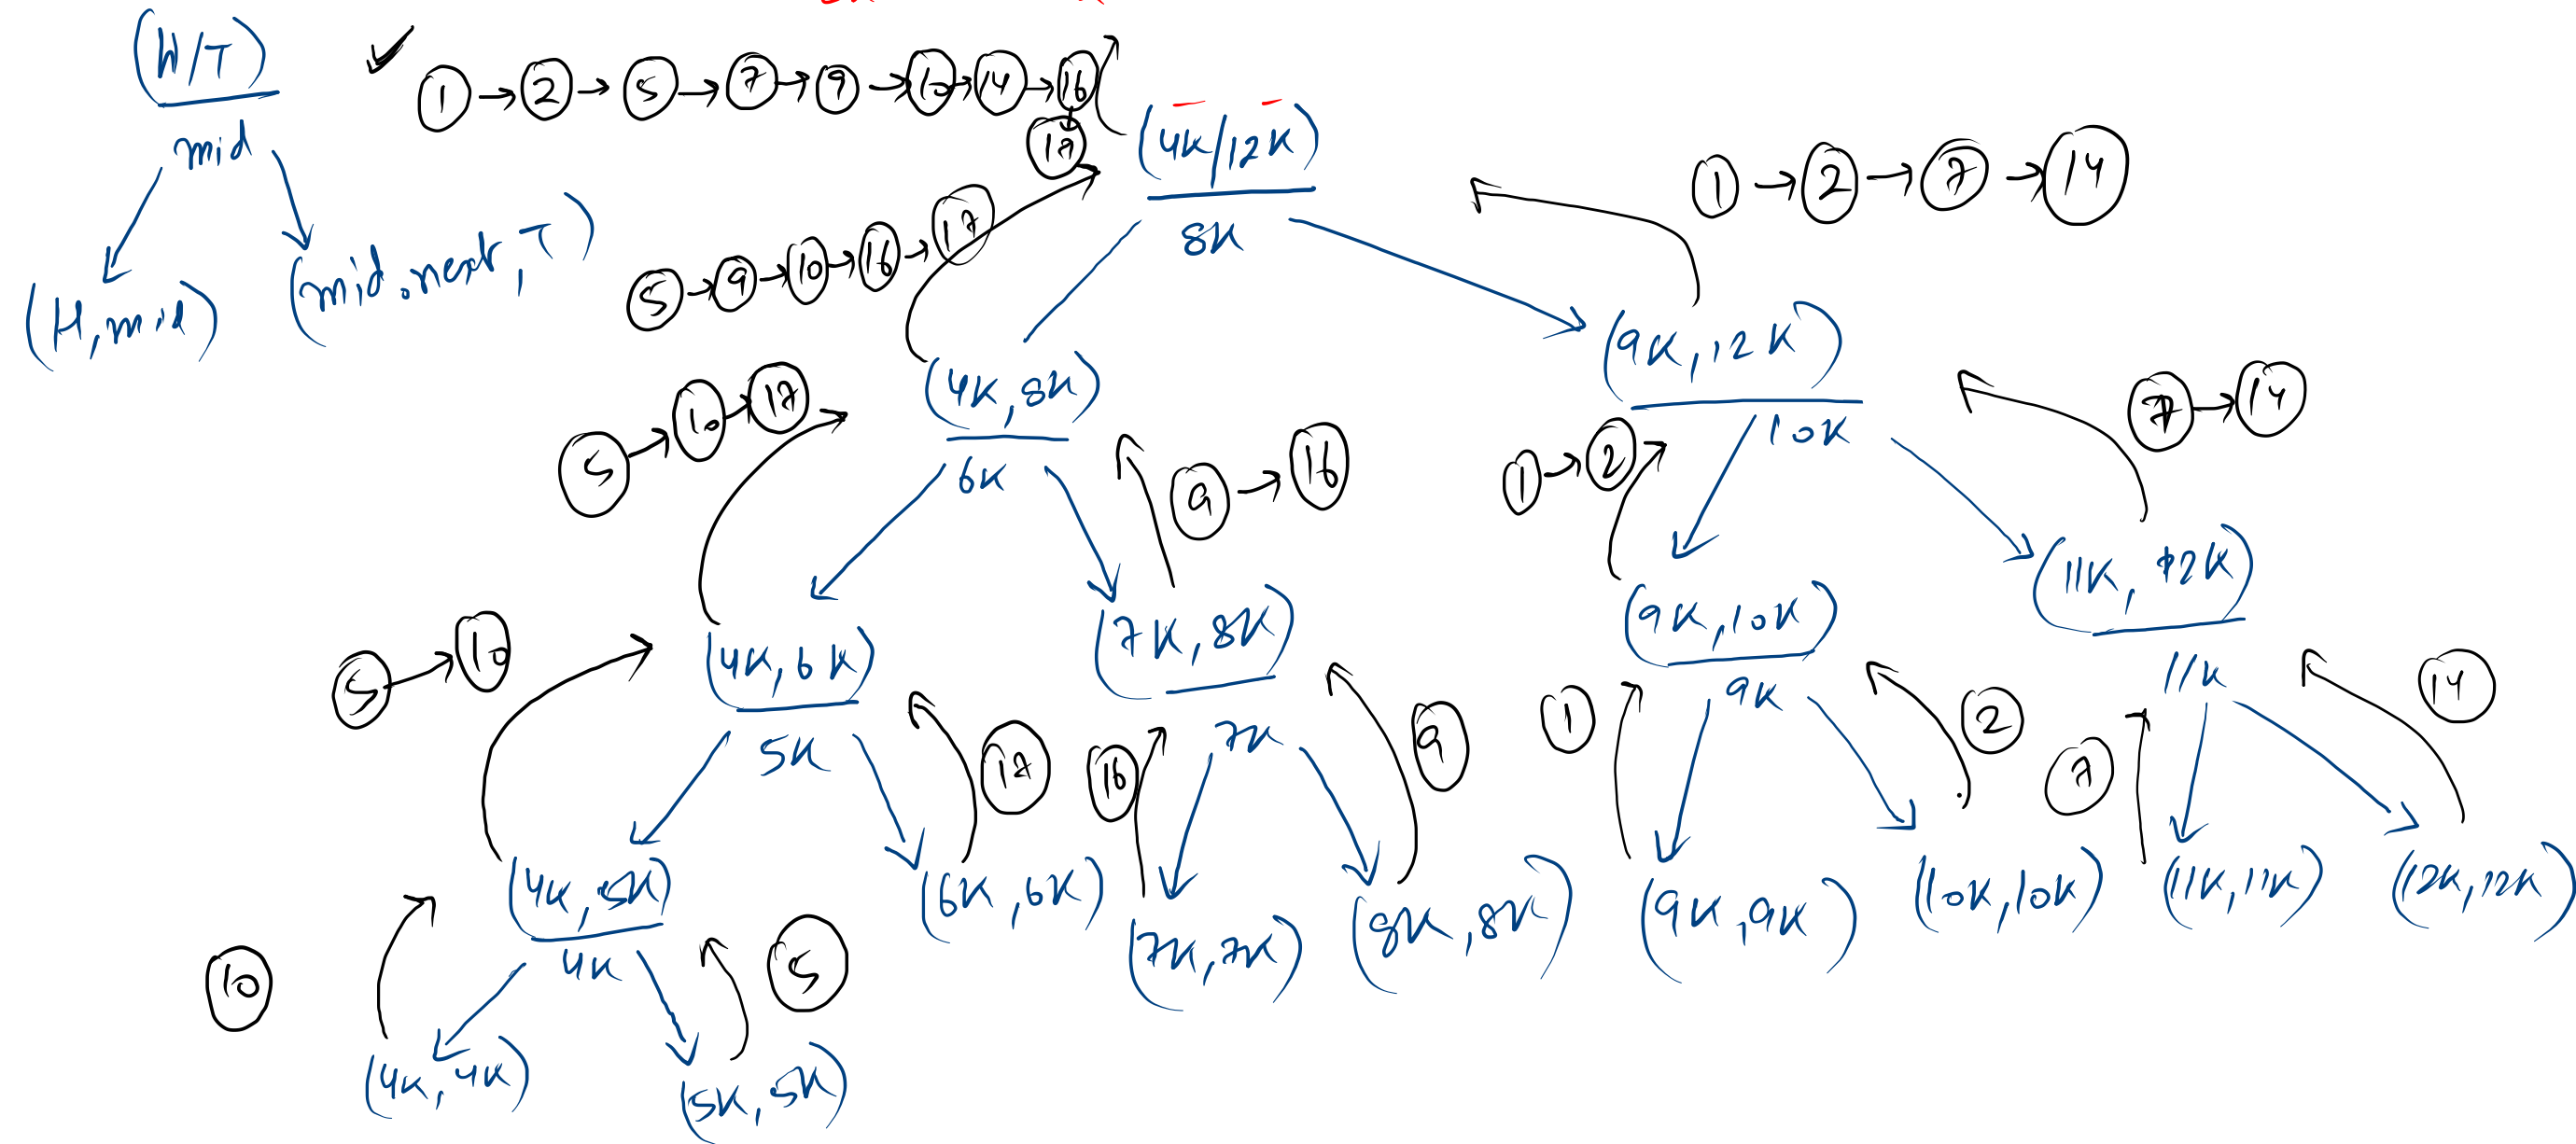 (H/T)
mid
(H, mid) (mid.next, T)
1 → 2 → 5 → 7 → 9 → 10 → 14 → 16
17
(4K/12K)
8K
1 → 2 → 7 → 14
5 → 9 → 10 → 16 → 17
(4K, 8K)
6K
(9K, 12K)
10K
5 → 10 → 17
9 → 16
1 → 2
7 → 14
(4K, 6K)
5K
(7K, 8K)
7K
(9K, 10K)
9K
(11K, 12K)
11K
5 → 10
17
16
9
1
2
7
14
(4K, 5K)
4K
(6K, 6K)
(7K, 7K)
(8K, 8K)
(9K, 9K)
(10K, 10K)
(11K, 11K)
(12K, 12K)
10
5
(4K, 4K)
(5K, 5K)